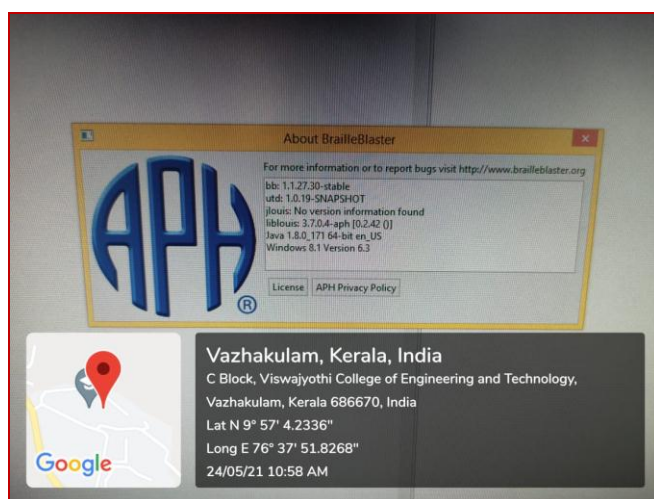 About BrailleBlaster
For more information or to report bugs visit http://www.brailleblaster.org
bb: 1.1.27.30-stable
utd: 1.0.19-SNAPSHOT
jlouis: No version information found
liblouis: 3.7.0.4-aph [0.2.42 ()]
Java 1.8.0_171 64-bit en_US
Windows 8.1 Version 6.3
APH
®
License
APH Privacy Policy
Vazhakulam, Kerala, India
C Block, Viswajyothi College of Engineering and Technology,
Vazhakulam, Kerala 686670, India
Lat N 9° 57' 4.2336"
Long E 76° 37' 51.8268"
24/05/21 10:58 AM
Google